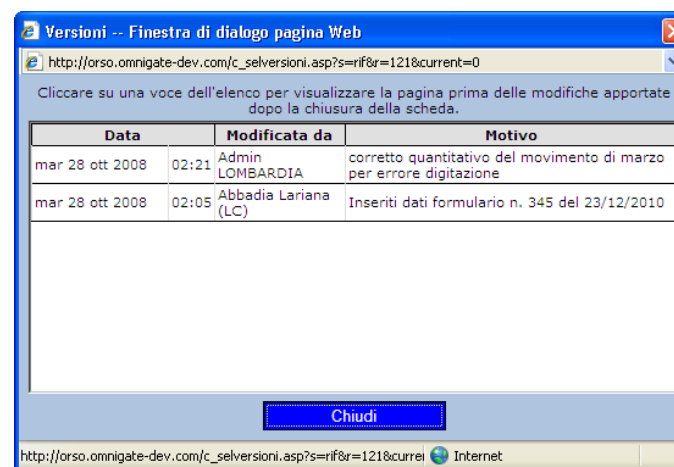 Versioni -- Finestra di dialogo pagina Web
http://orso.omnigate-dev.com/c_selversioni.asp?s=rif&r=121&current=0
Cliccare su una voce dell'elenco per visualizzare la pagina prima delle modifiche apportate
dopo la chiusura della scheda.
Data Modificata da Motivo
mar 28 ott 2008 02:21 Admin LOMBARDIA corretto quantitativo del movimento di marzo per errore digitazione
mar 28 ott 2008 02:05 Abbadia Lariana (LC) Inseriti dati formulario n. 345 del 23/12/2010
Chiudi
http://orso.omnigate-dev.com/c_selversioni.asp?s=rif&r=121&curre Internet